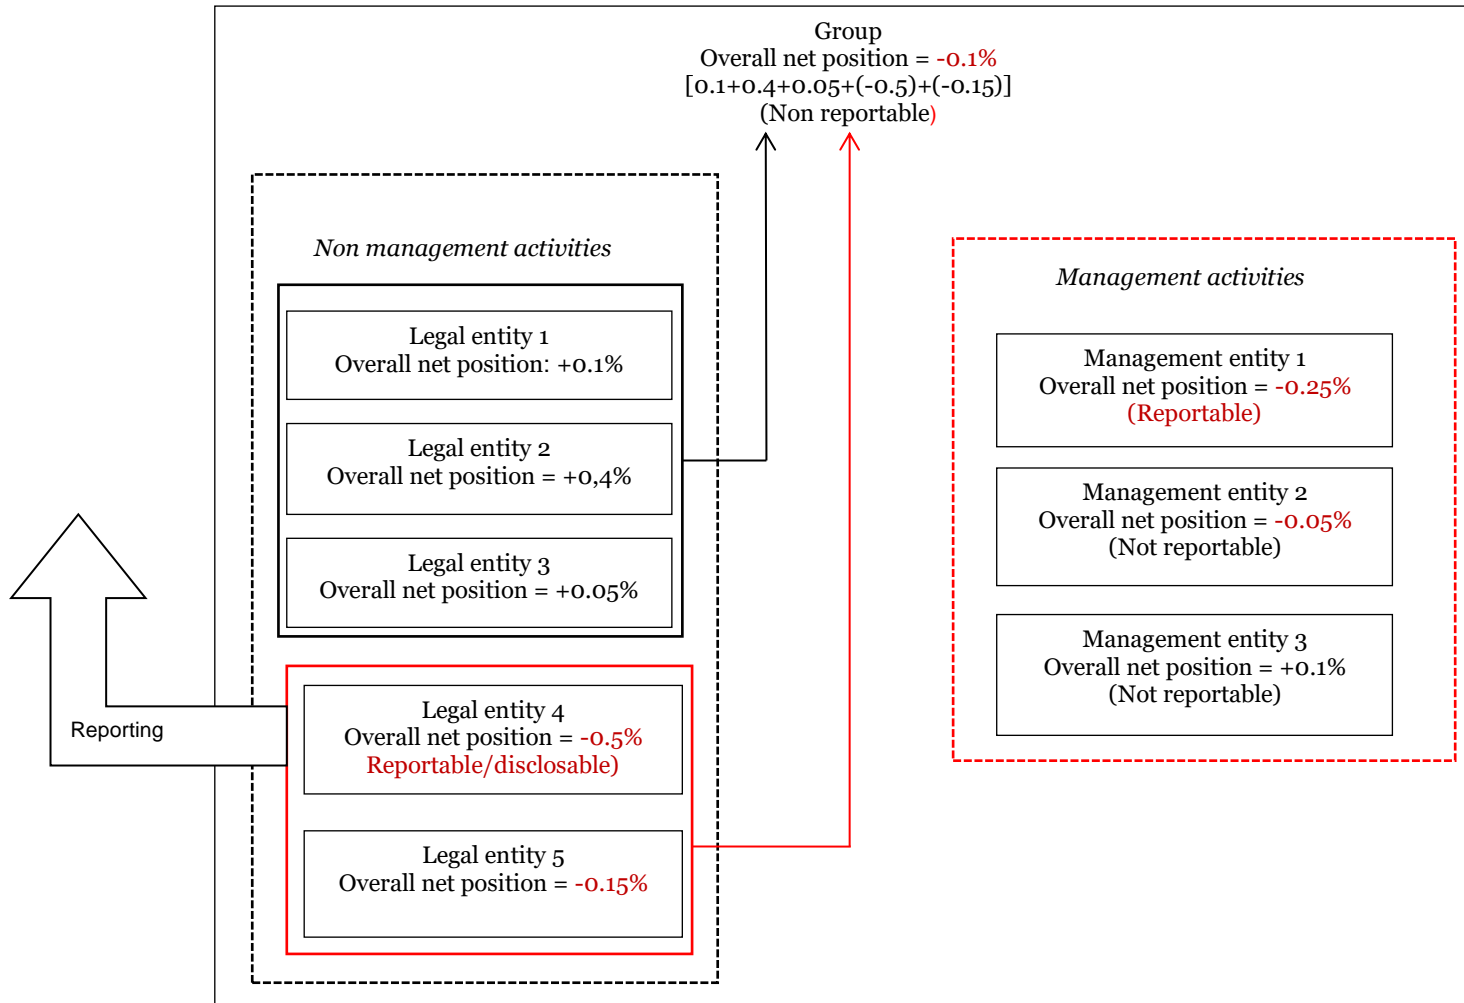 Group
Overall net position = -0.1%
[0.1+0.4+0.05+(-0.5)+(-0.15)]
(Non reportable)
Non management activities
Legal entity 1
Overall net position: +0.1%
Legal entity 2
Overall net position = +0,4%
Legal entity 3
Overall net position = +0.05%
Reporting
Legal entity 4
Overall net position = -0.5%
Reportable/disclosable)
Legal entity 5
Overall net position = -0.15%
Management activities
Management entity 1
Overall net position = -0.25%
(Reportable)
Management entity 2
Overall net position = -0.05%
(Not reportable)
Management entity 3
Overall net position = +0.1%
(Not reportable)